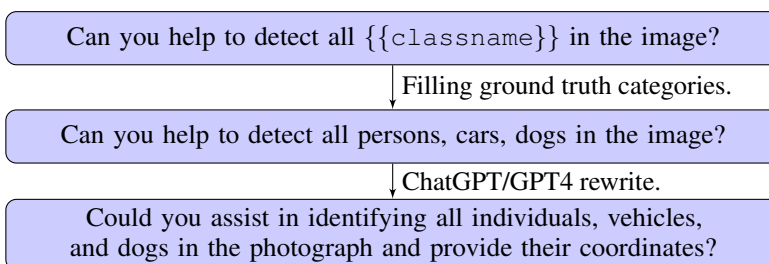 Can you help to detect all {{classname}} in the image?
Filling ground truth categories.
Can you help to detect all persons, cars, dogs in the image?
ChatGPT/GPT4 rewrite.
Could you assist in identifying all individuals, vehicles,
and dogs in the photograph and provide their coordinates?